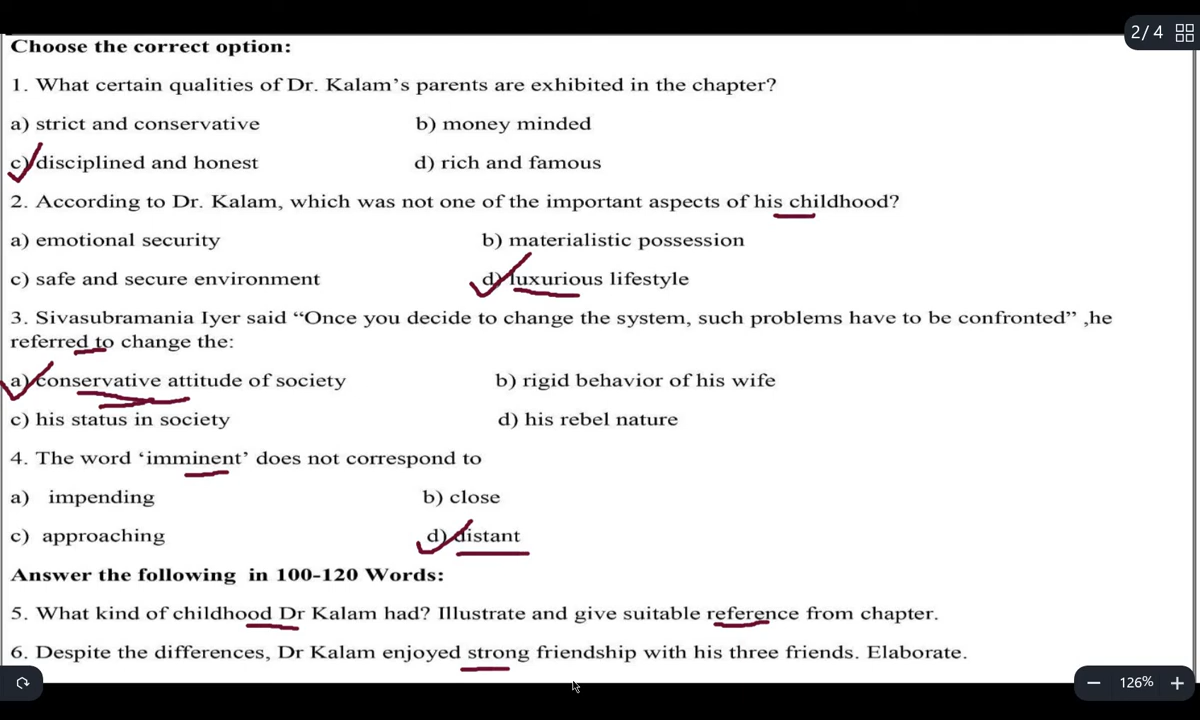 2/4
Choose the correct option:
1. What certain qualities of Dr. Kalam's parents are exhibited in the chapter?
a) strict and conservative b) money minded
c) disciplined and honest d) rich and famous
2. According to Dr. Kalam, which was not one of the important aspects of his childhood?
a) emotional security b) materialistic possession
c) safe and secure environment d) luxurious lifestyle
3. Sivasubramania Iyer said “Once you decide to change the system, such problems have to be confronted” ,he
referred to change the:
a) conservative attitude of society b) rigid behavior of his wife
c) his status in society d) his rebel nature
4. The word ‘imminent’ does not correspond to
a) impending b) close
c) approaching d) distant
Answer the following in 100-120 Words:
5. What kind of childhood Dr Kalam had? Illustrate and give suitable reference from chapter.
6. Despite the differences, Dr Kalam enjoyed strong friendship with his three friends. Elaborate.
126%